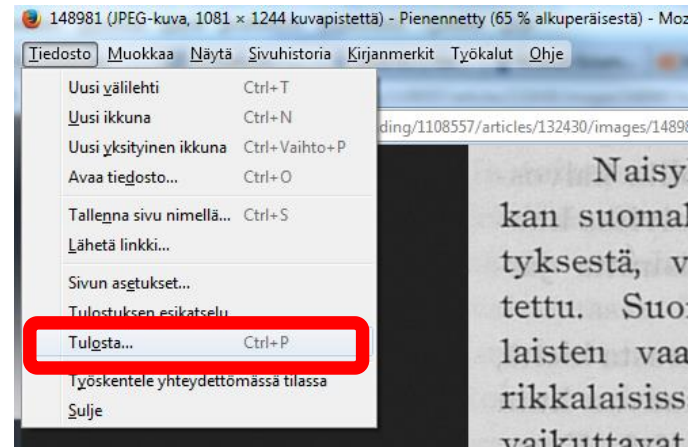 148981 (JPEG-kuva, 1081 × 1244 kuvapistettä) - Pienennetty (65 % alkuperäisestä) - Moz
Tiedosto Muokkaa Näytä Sivuhistoria Kirjanmerkit Työkalut Ohje
Uusi välilehti Ctrl+T
Uusi ikkuna Ctrl+N
Uusi yksityinen ikkuna Ctrl+Vaihto+P
Avaa tiedosto... Ctrl+O
Tallenna sivu nimellä... Ctrl+S
Lähetä linkki...
Sivun asetukset...
Tulostuksen esikatselu
Tulosta... Ctrl+P
Työskentele yhteydettömässä tilassa
Sulje
ding/1108557/articles/132430/images/14898
Naisy
kan suomal
tyksestä, v
tettu. Suo
laisten vaa
rikkalaisiss
vaikuttavat